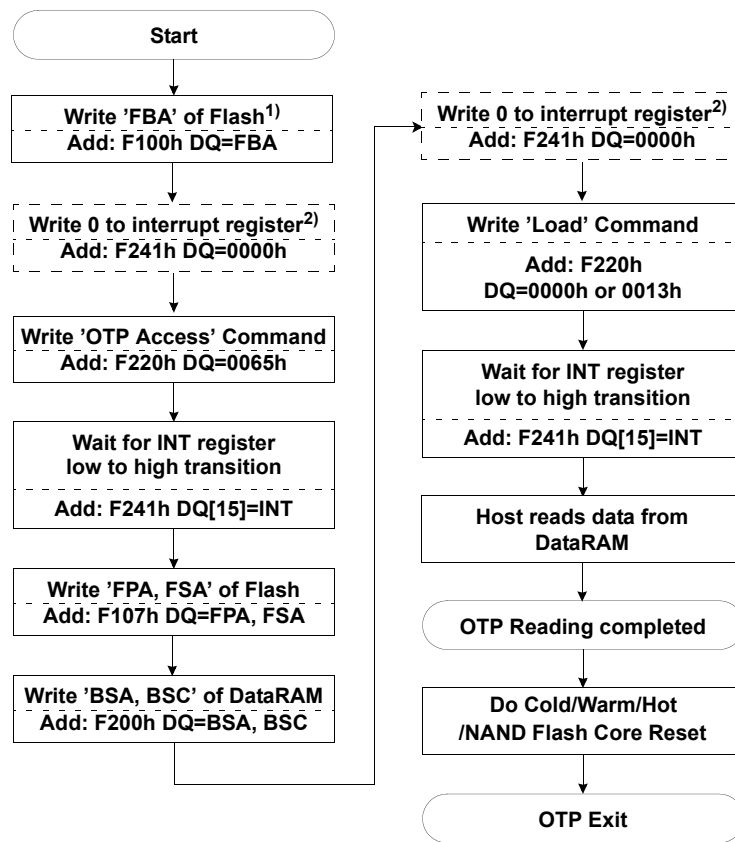 Start
Write 'FBA' of Flash1)
Add: F100h DQ=FBA
Write 0 to interrupt register2)
Add: F241h DQ=0000h
Write 'OTP Access' Command
Add: F220h DQ=0065h
Wait for INT register
low to high transition
Add: F241h DQ[15]=INT
Write 'FPA, FSA' of Flash
Add: F107h DQ=FPA, FSA
Write 'BSA, BSC' of DataRAM
Add: F200h DQ=BSA, BSC
Write 0 to interrupt register2)
Add: F241h DQ=0000h
Write 'Load' Command
Add: F220h
DQ=0000h or 0013h
Wait for INT register
low to high transition
Add: F241h DQ[15]=INT
Host reads data from
DataRAM
OTP Reading completed
Do Cold/Warm/Hot
/NAND Flash Core Reset
OTP Exit